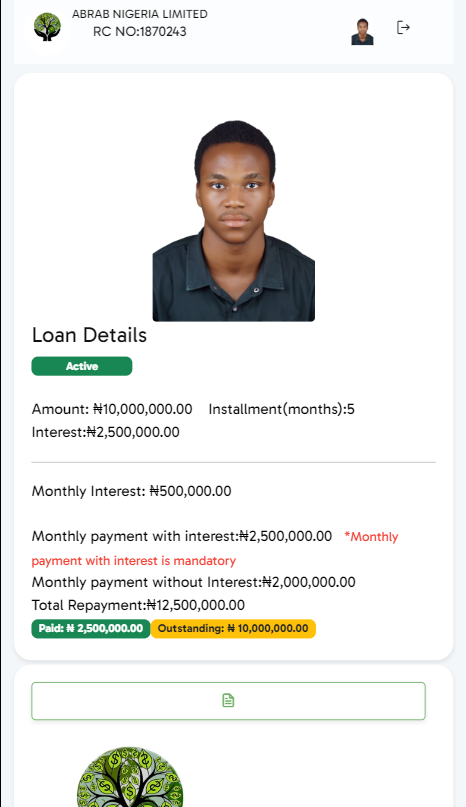 ABRAB NIGERIA LIMITED
RC NO:1870243
Loan Details
Active
Amount: ₦10,000,000.00 Installment(months):5
Interest:₦2,500,000.00
Monthly Interest: ₦500,000.00
Monthly payment with interest:₦2,500,000.00 *Monthly
payment with interest is mandatory
Monthly payment without Interest:₦2,000,000.00
Total Repayment:₦12,500,000.00
Paid: ₦ 2,500,000.00 Outstanding: ₦ 10,000,000.00